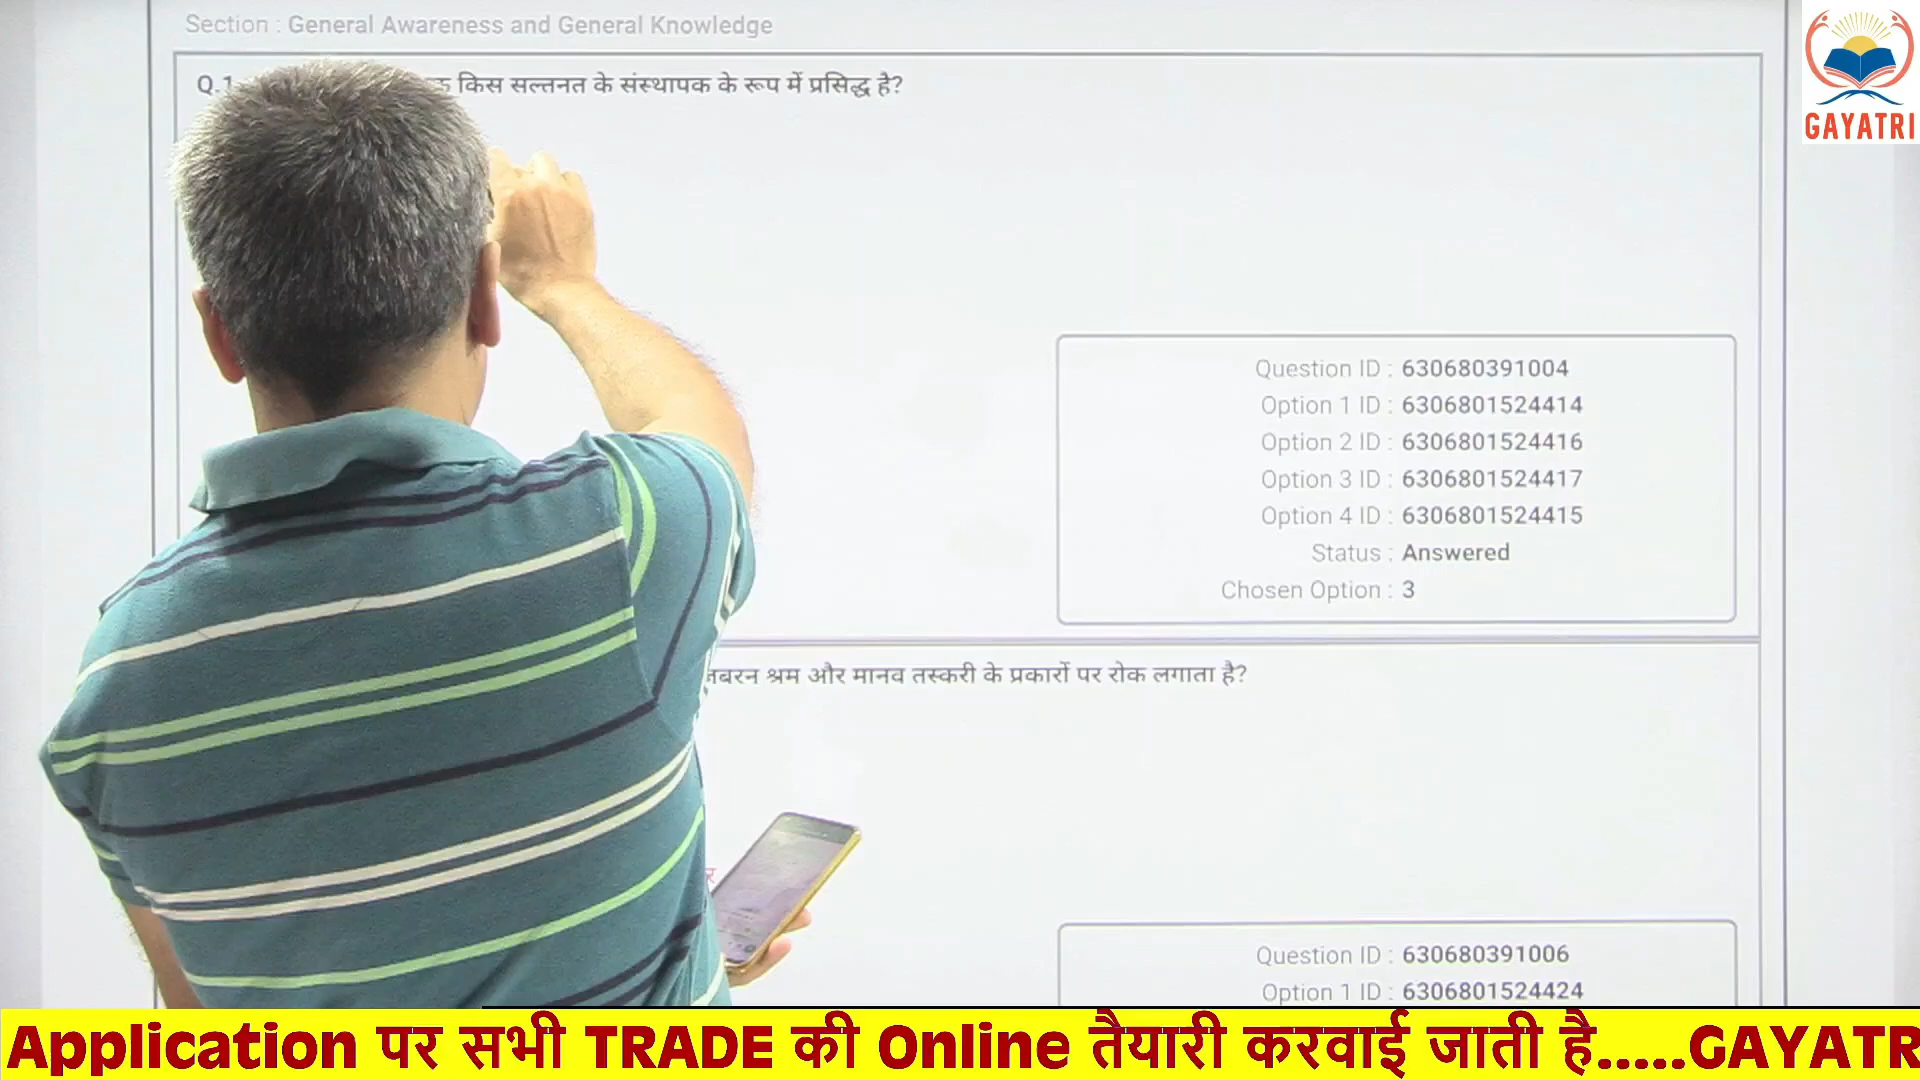 Section : General Awareness and General Knowledge
GAYATRI
Q.1 किस सल्तनत के संस्थापक के रूप में प्रसिद्ध है?
Question ID : 630680391004
Option 1 ID : 6306801524414
Option 2 ID : 6306801524416
Option 3 ID : 6306801524417
Option 4 ID : 6306801524415
Status : Answered
Chosen Option : 3
जबरन श्रम और मानव तस्करी के प्रकारों पर रोक लगाता है?
Question ID : 630680391006
Option 1 ID : 6306801524424
Application पर सभी TRADE की Online तैयारी करवाई जाती है.....GAYATR